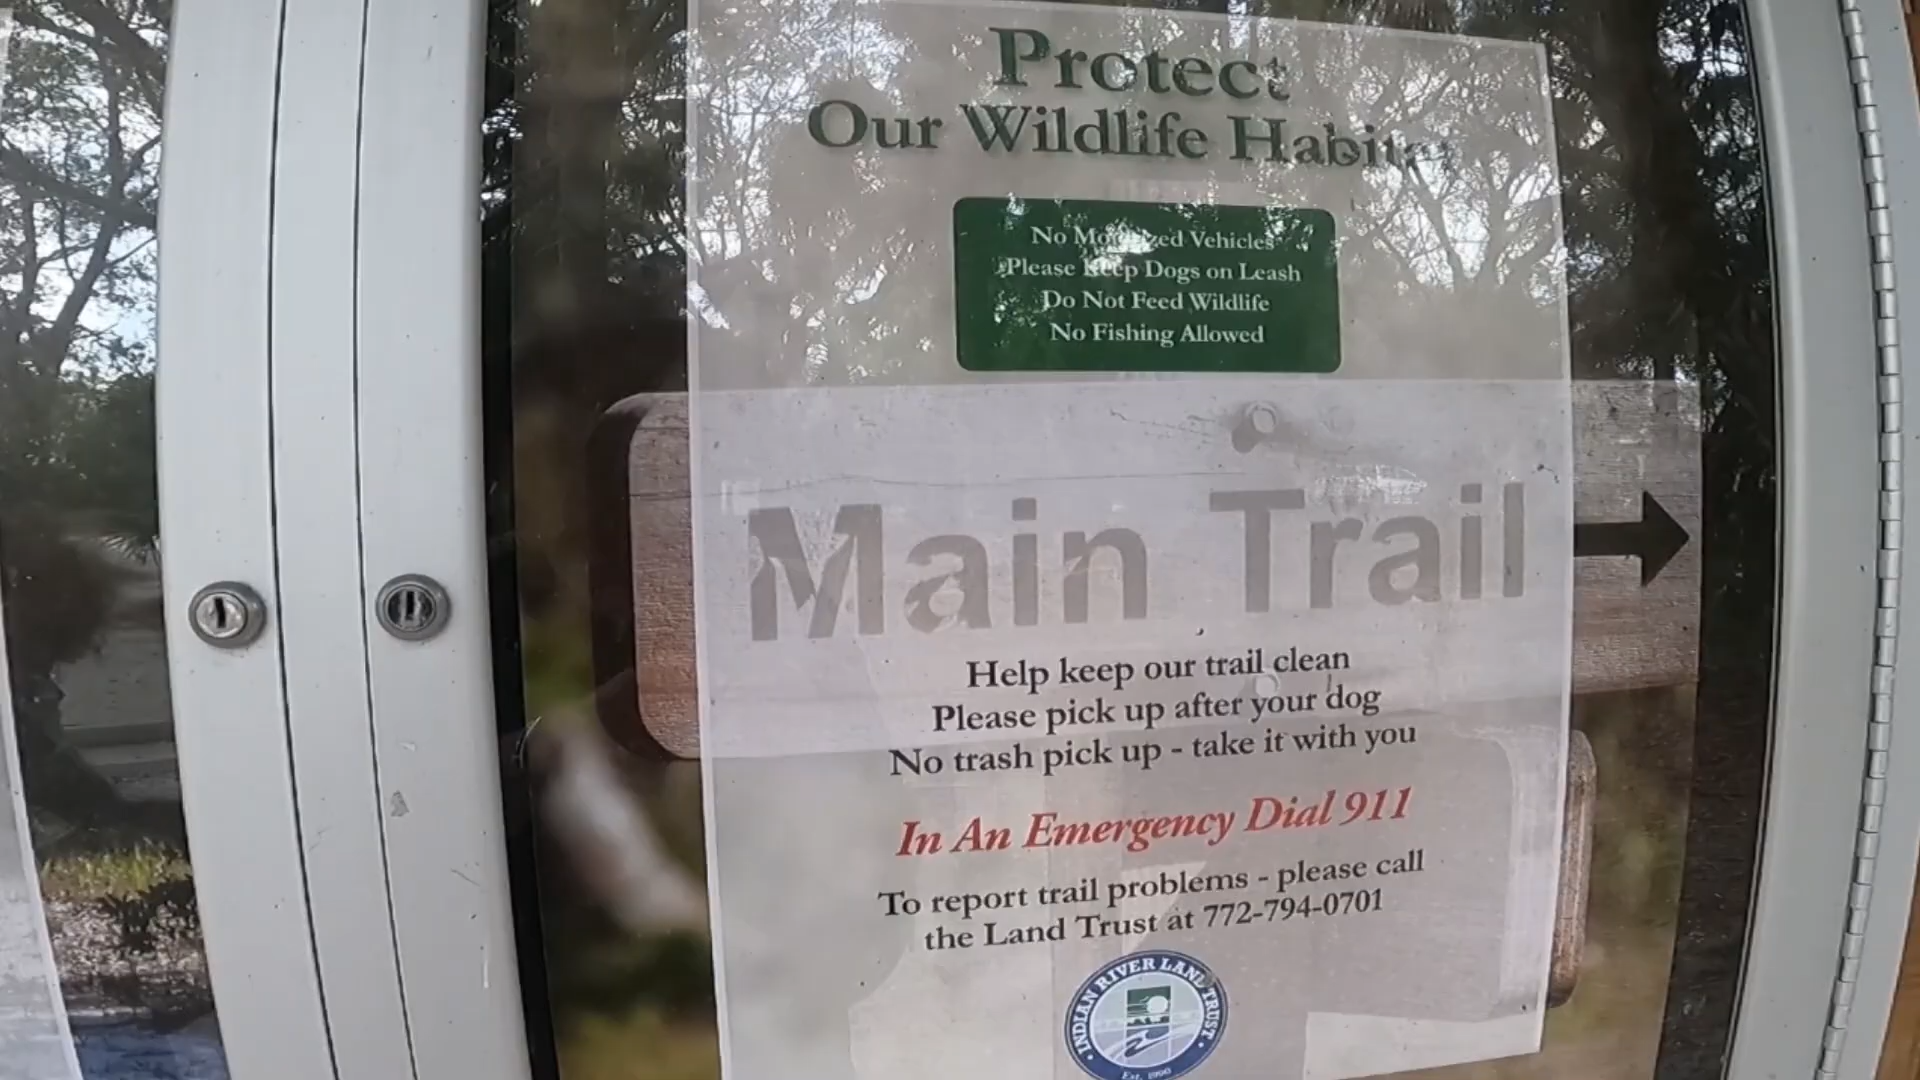 Protect
Our Wildlife Habitat
No Motorized Vehicles
Please Keep Dogs on Leash
Do Not Feed Wildlife
No Fishing Allowed
Main Trail
Help keep our trail clean
Please pick up after your dog
No trash pick up - take it with you
In An Emergency Dial 911
To report trail problems - please call
the Land Trust at 772-794-0701
INDIAN RIVER LAND TRUST
Est. 1990